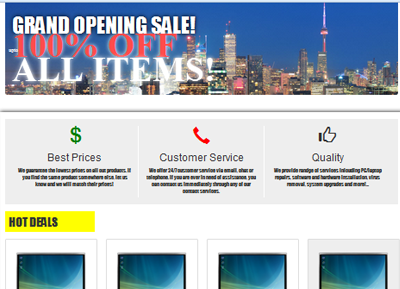 GRAND OPENING SALE!
100% OFF
ALL ITEMS!
$
Best Prices
We guarantee the lowest prices on all our products. If
you find the same product somewhere else, let us
know and we will match their prices!
Customer Service
We offer 24/7 customer service via email, chat or
telephone. If you are ever in need of assistance, you
can contact us immediately through any of our
contact services.
Quality
We provide range of services including PC/laptop
repairs, software and hardware installation, virus
removal, system upgrades and more...
HOT DEALS